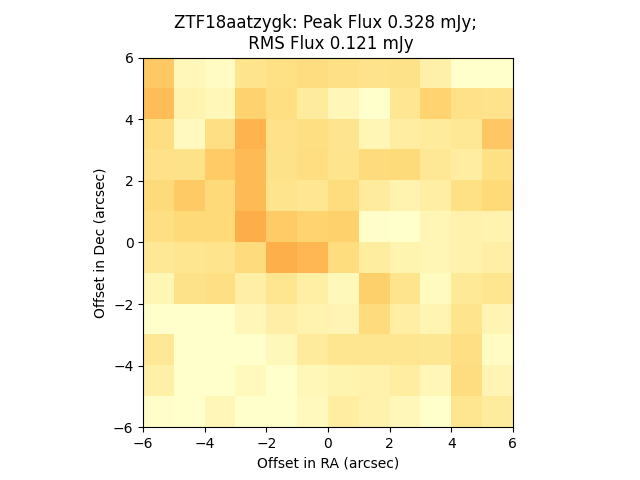 ZTF18aatzygk: Peak Flux 0.328 mJy;
RMS Flux 0.121 mJy
6
4
2
0
−2
−4
−6
Offset in Dec (arcsec)
−6 −4 −2 0 2 4 6
Offset in RA (arcsec)